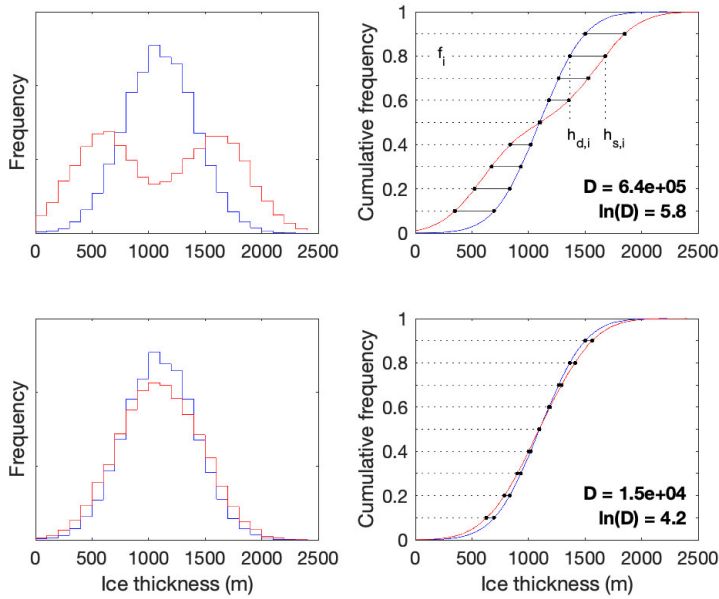 Frequency
0 500 1000 1500 2000 2500
Cumulative frequency
1
0.8
0.6
0.4
0.2
0
f_i
h_d,i
h_s,i
D = 6.4e+05
ln(D) = 5.8
0 500 1000 1500 2000 2500
Frequency
0 500 1000 1500 2000 2500
Ice thickness (m)
Cumulative frequency
1
0.8
0.6
0.4
0.2
0
D = 1.5e+04
ln(D) = 4.2
0 500 1000 1500 2000 2500
Ice thickness (m)